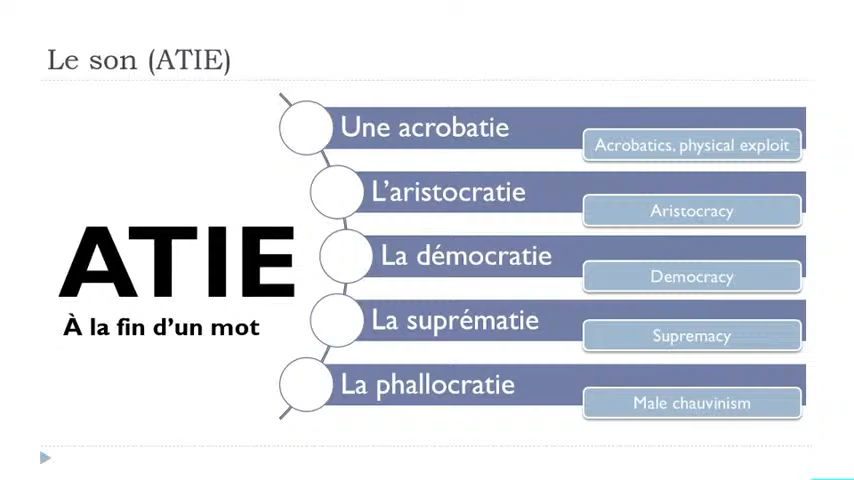 Le son (ATIE)
Une acrobatie
Acrobatics, physical exploit
L'aristocratie
Aristocracy
ATIE
À la fin d'un mot
La démocratie
Democracy
La suprématie
Supremacy
La phallocratie
Male chauvinism